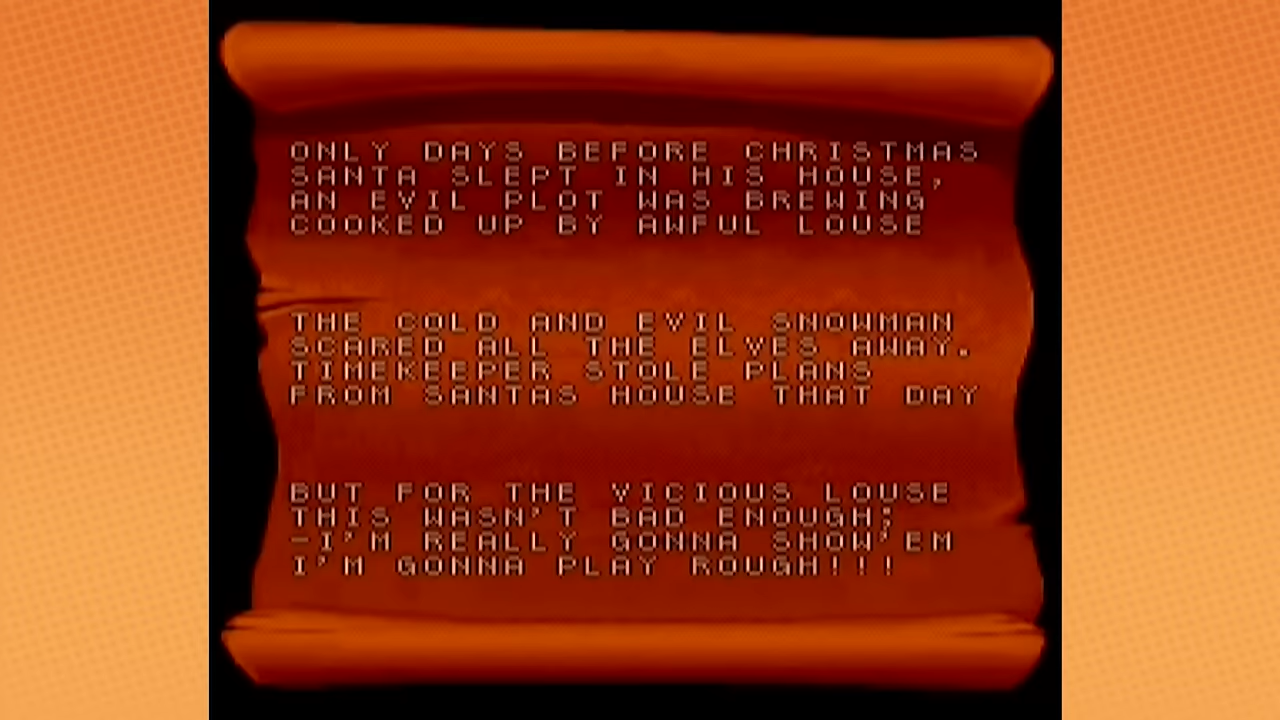 ONLY DAYS BEFORE CHRISTMAS
SANTA SLEPT IN HIS HOUSE,
AN EVIL PLOT WAS BREWING
COOKED UP BY AWFUL LOUSE
THE COLD AND EVIL SNOWMAN
SCARED ALL THE ELVES AWAY.
TIMEKEEPER STOLE PLANS
FROM SANTAS HOUSE THAT DAY
BUT FOR THE VICIOUS LOUSE
THIS WASN'T BAD ENOUGH;
-I'M REALLY GONNA SHOW'EM
I'M GONNA PLAY ROUGH!!!